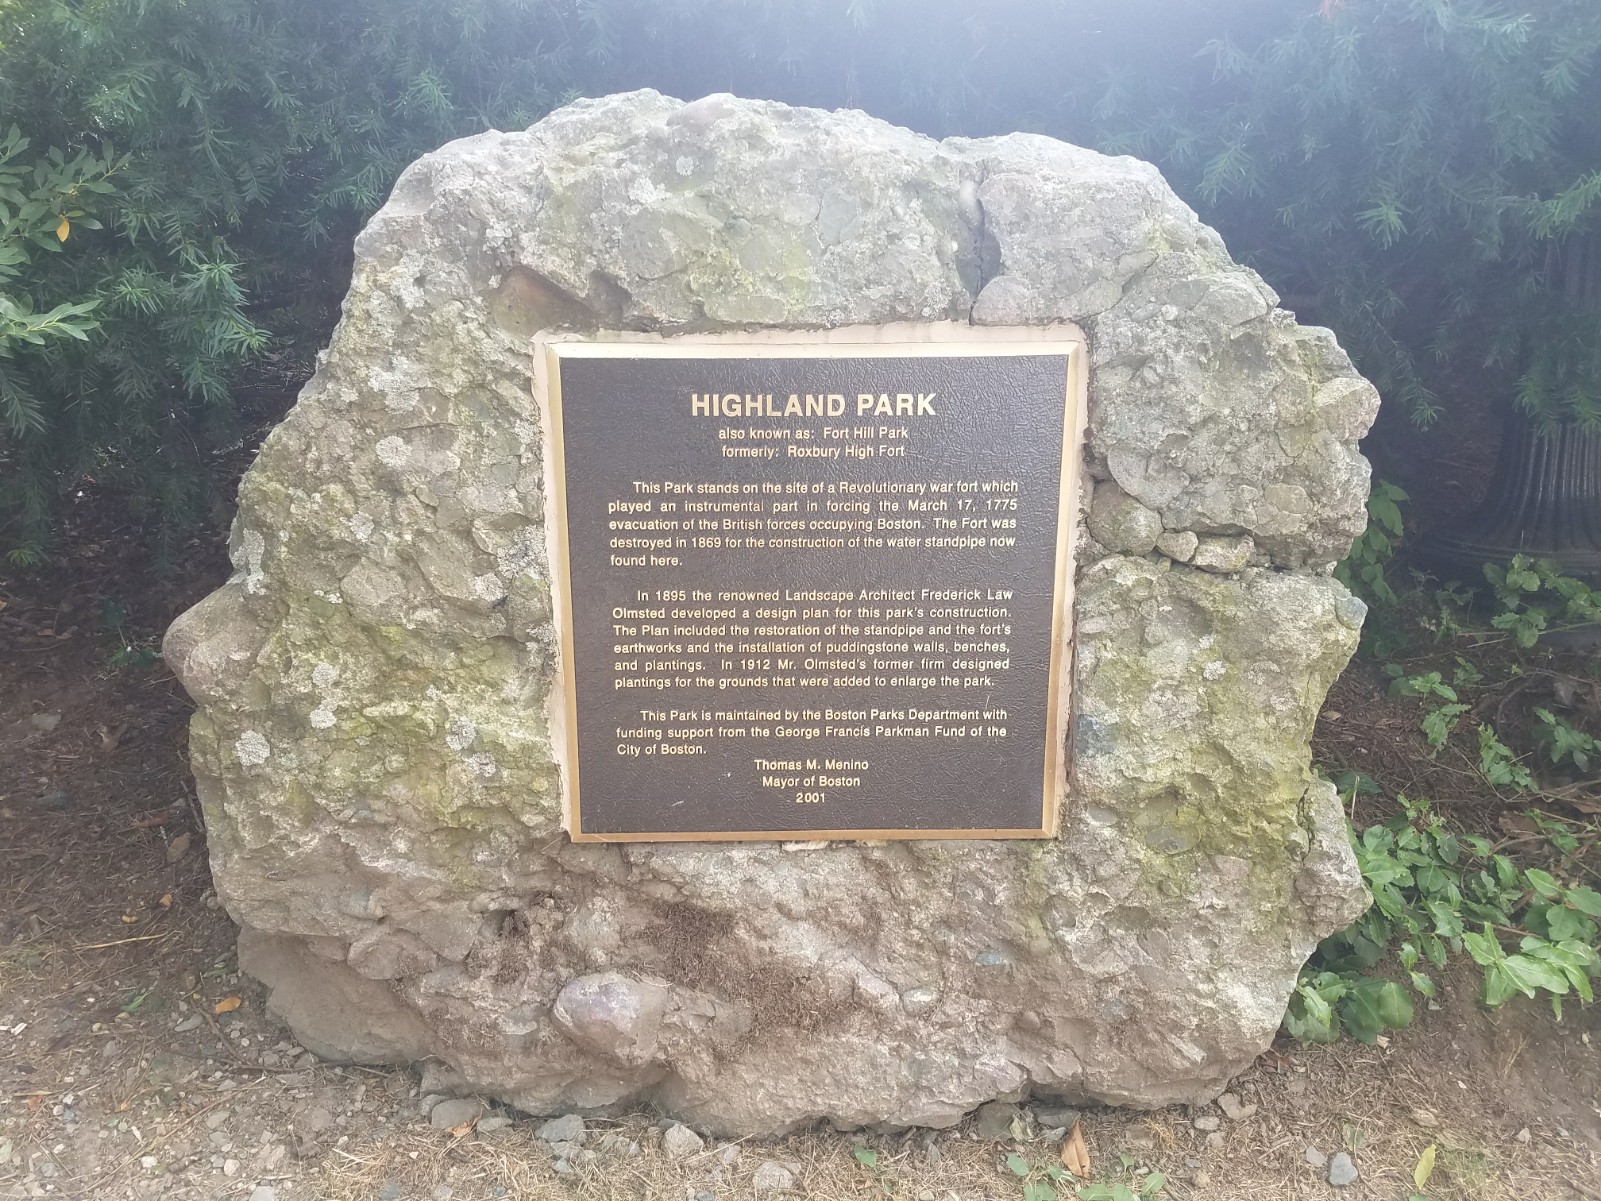 HIGHLAND PARK
also known as: Fort Hill Park
formerly: Roxbury High Fort
This Park stands on the site of a Revolutionary war fort which
played an instrumental part in forcing the March 17, 1775
evacuation of the British forces occupying Boston. The Fort was
destroyed in 1869 for the construction of the water standpipe now
found here.
In 1895 the renowned Landscape Architect Frederick Law
Olmsted developed a design plan for this park's construction.
The Plan included the restoration of the standpipe and the fort's
earthworks and the installation of puddingstone walls, benches,
and plantings. In 1912 Mr. Olmsted's former firm designed
plantings for the grounds that were added to enlarge the park.
This Park is maintained by the Boston Parks Department with
funding support from the George Francis Parkman Fund of the
City of Boston.
Thomas M. Menino
Mayor of Boston
2001